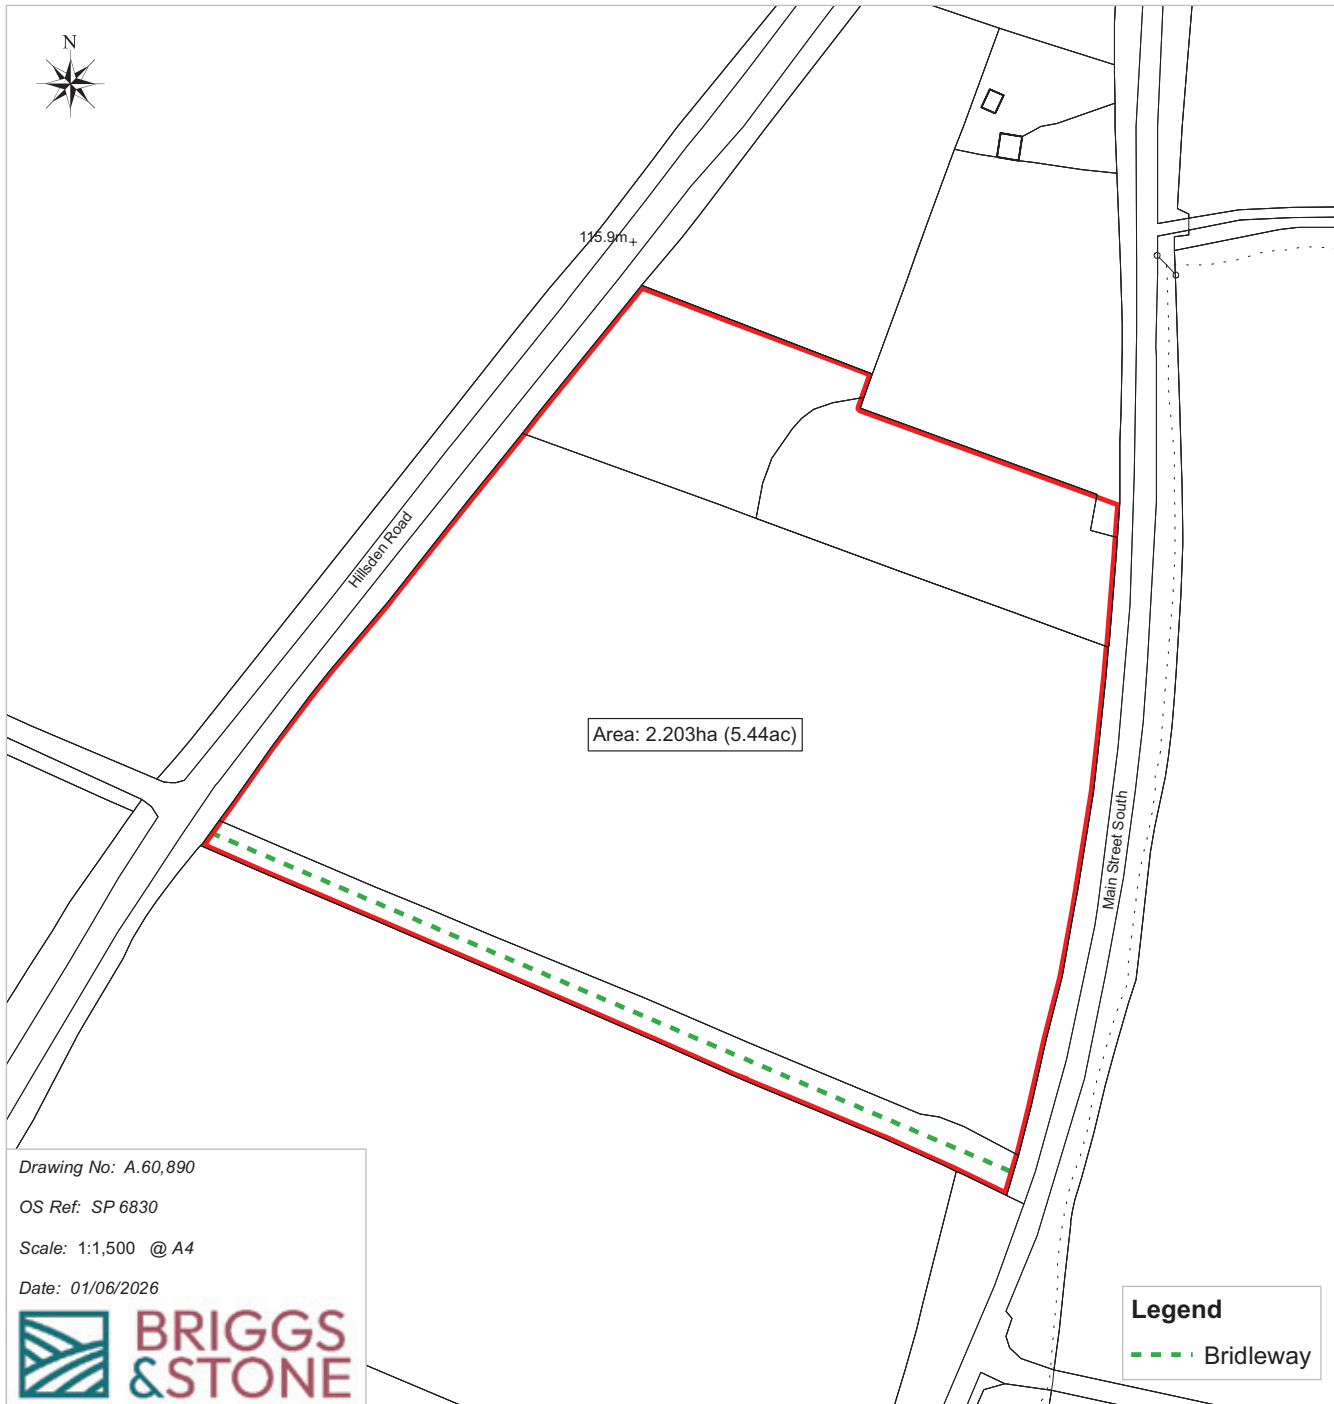 N
115.9m
Hillsden Road
Area: 2.203ha (5.44ac)
Main Street South
Drawing No: A.60,890
OS Ref: SP 6830
Scale: 1:1,500 @ A4
Date: 01/06/2026
BRIGGS
&STONE
Legend
Bridleway